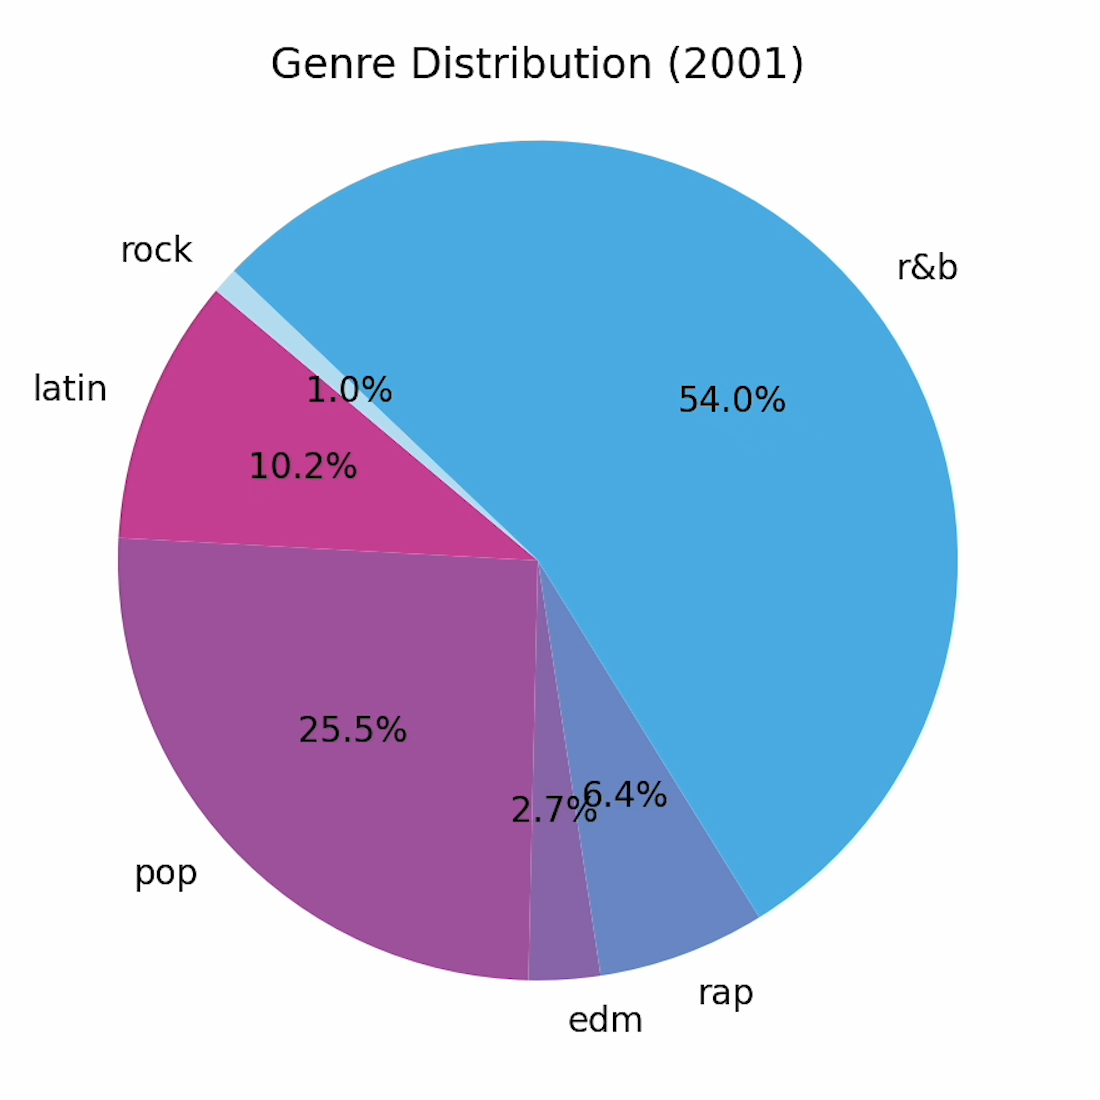 Genre Distribution (2001)
rock
r&b
latin
1.0%
54.0%
10.2%
25.5%
2.7%
6.4%
pop
rap
edm